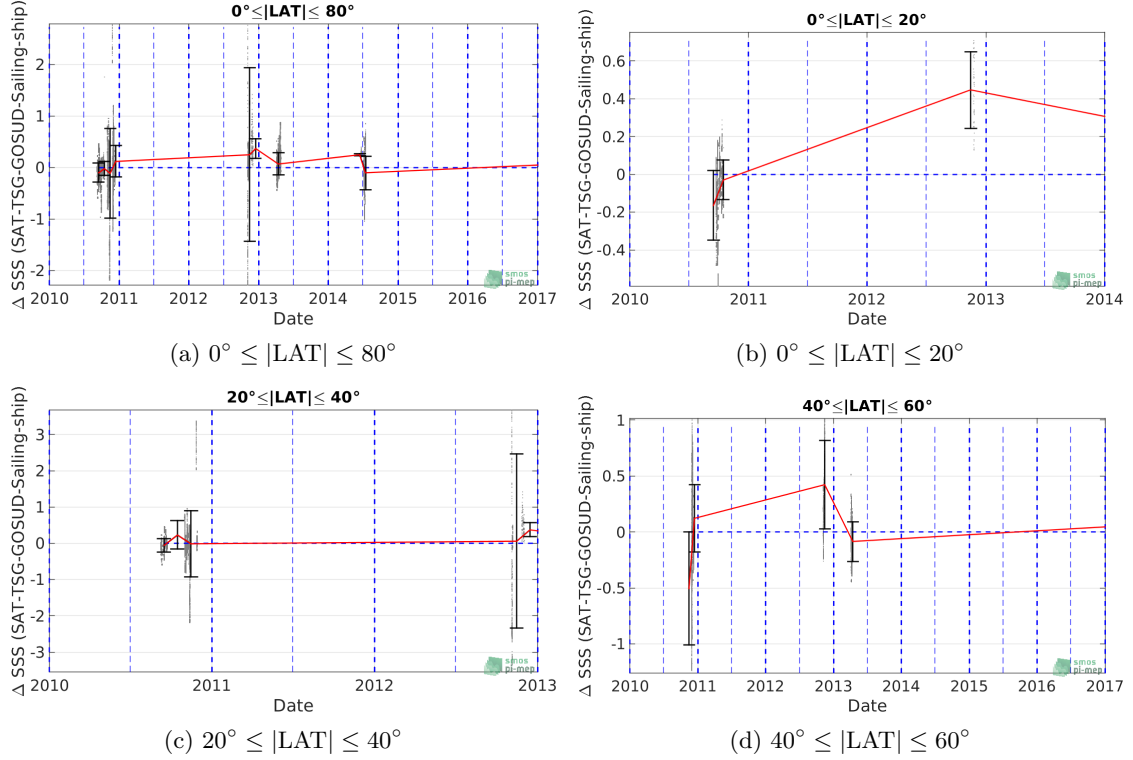 0°≤|LAT|≤ 80°
Δ SSS (SAT-TSG-GOSUD-Sailing-ship)
2
1
0
-1
-2
2010 2011 2012 2013 2014 2015 2016 2017
Date
smos
pi-mep
(a) 0° ≤ |LAT| ≤ 80°
0°≤|LAT|≤ 20°
Δ SSS (SAT-TSG-GOSUD-Sailing-ship)
0.6
0.4
0.2
0
-0.2
-0.4
2010 2011 2012 2013 2014
Date
smos
pi-mep
(b) 0° ≤ |LAT| ≤ 20°
20°≤|LAT|≤ 40°
Δ SSS (SAT-TSG-GOSUD-Sailing-ship)
3
2
1
0
-1
-2
-3
2010 2011 2012 2013
Date
smos
pi-mep
(c) 20° ≤ |LAT| ≤ 40°
40°≤|LAT|≤ 60°
Δ SSS (SAT-TSG-GOSUD-Sailing-ship)
1
0.5
0
-0.5
-1
2010 2011 2012 2013 2014 2015 2016 2017
Date
smos
pi-mep
(d) 40° ≤ |LAT| ≤ 60°